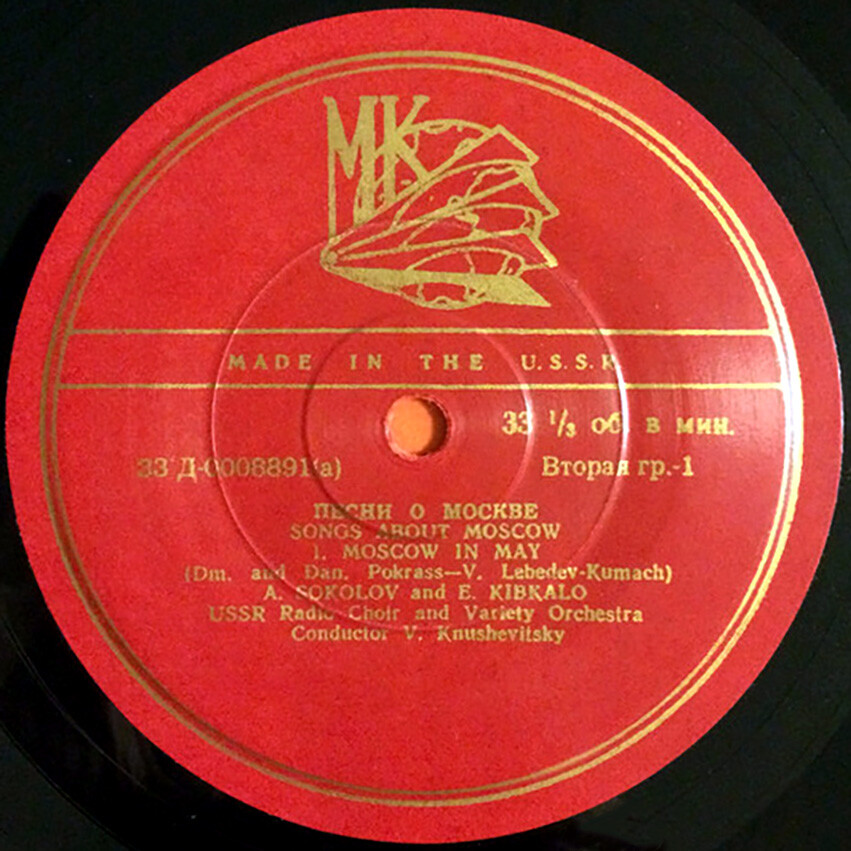 МК
MADE IN THE U.S.S.R
33 ⅓ об. в мин.
33 Д-0008891(а) Вторая гр.-1
ПЕСНИ О МОСКВЕ
SONGS ABOUT MOSCOW
1. MOSCOW IN MAY
(Dm. and Dan. Pokrass—V. Lebedev-Kumach)
A. SOKOLOV and E. KIBKALO
USSR Radio Choir and Variety Orchestra
Conductor V. Knushevitsky